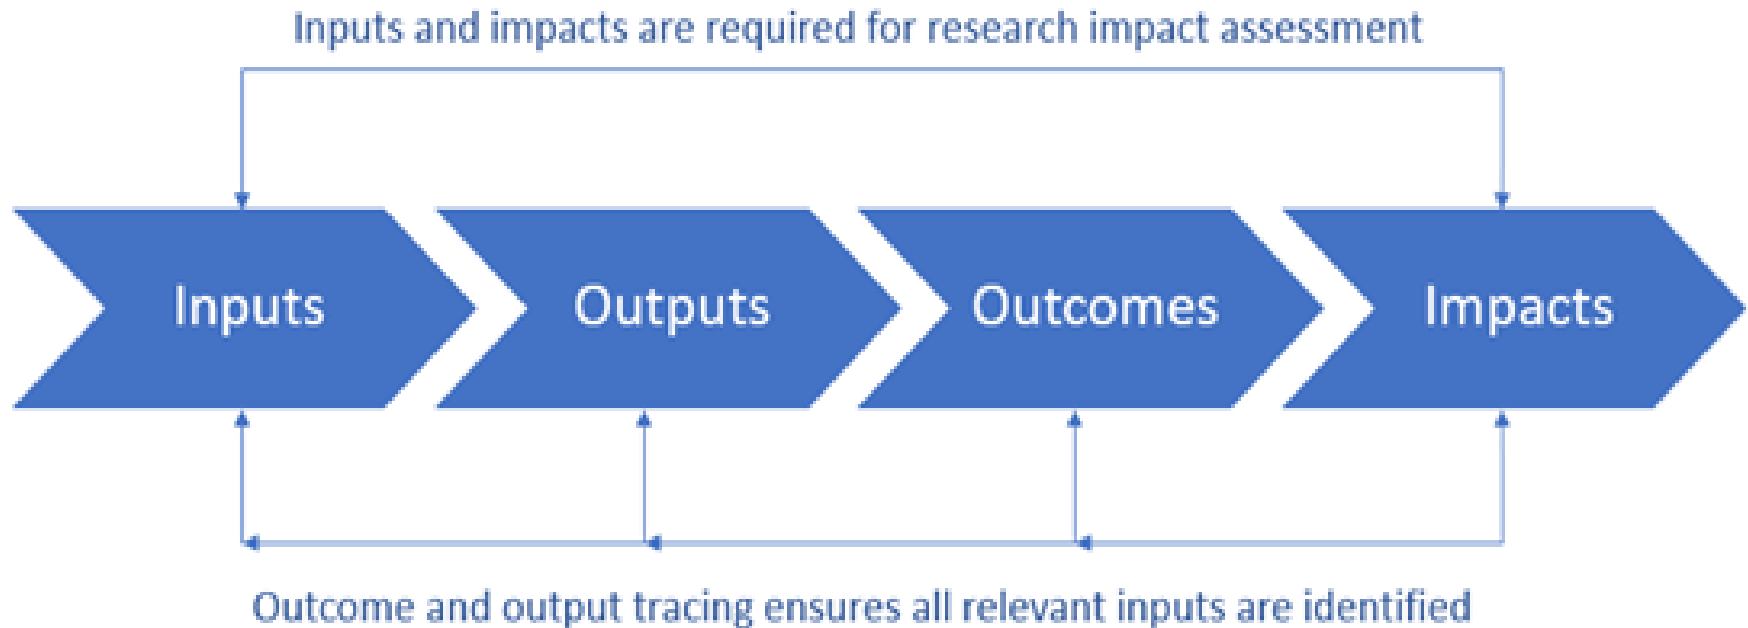 Inputs and impacts are required for research impact assessment
Inputs
Outputs
Outcomes
Impacts
Outcome and output tracing ensures all relevant inputs are identified